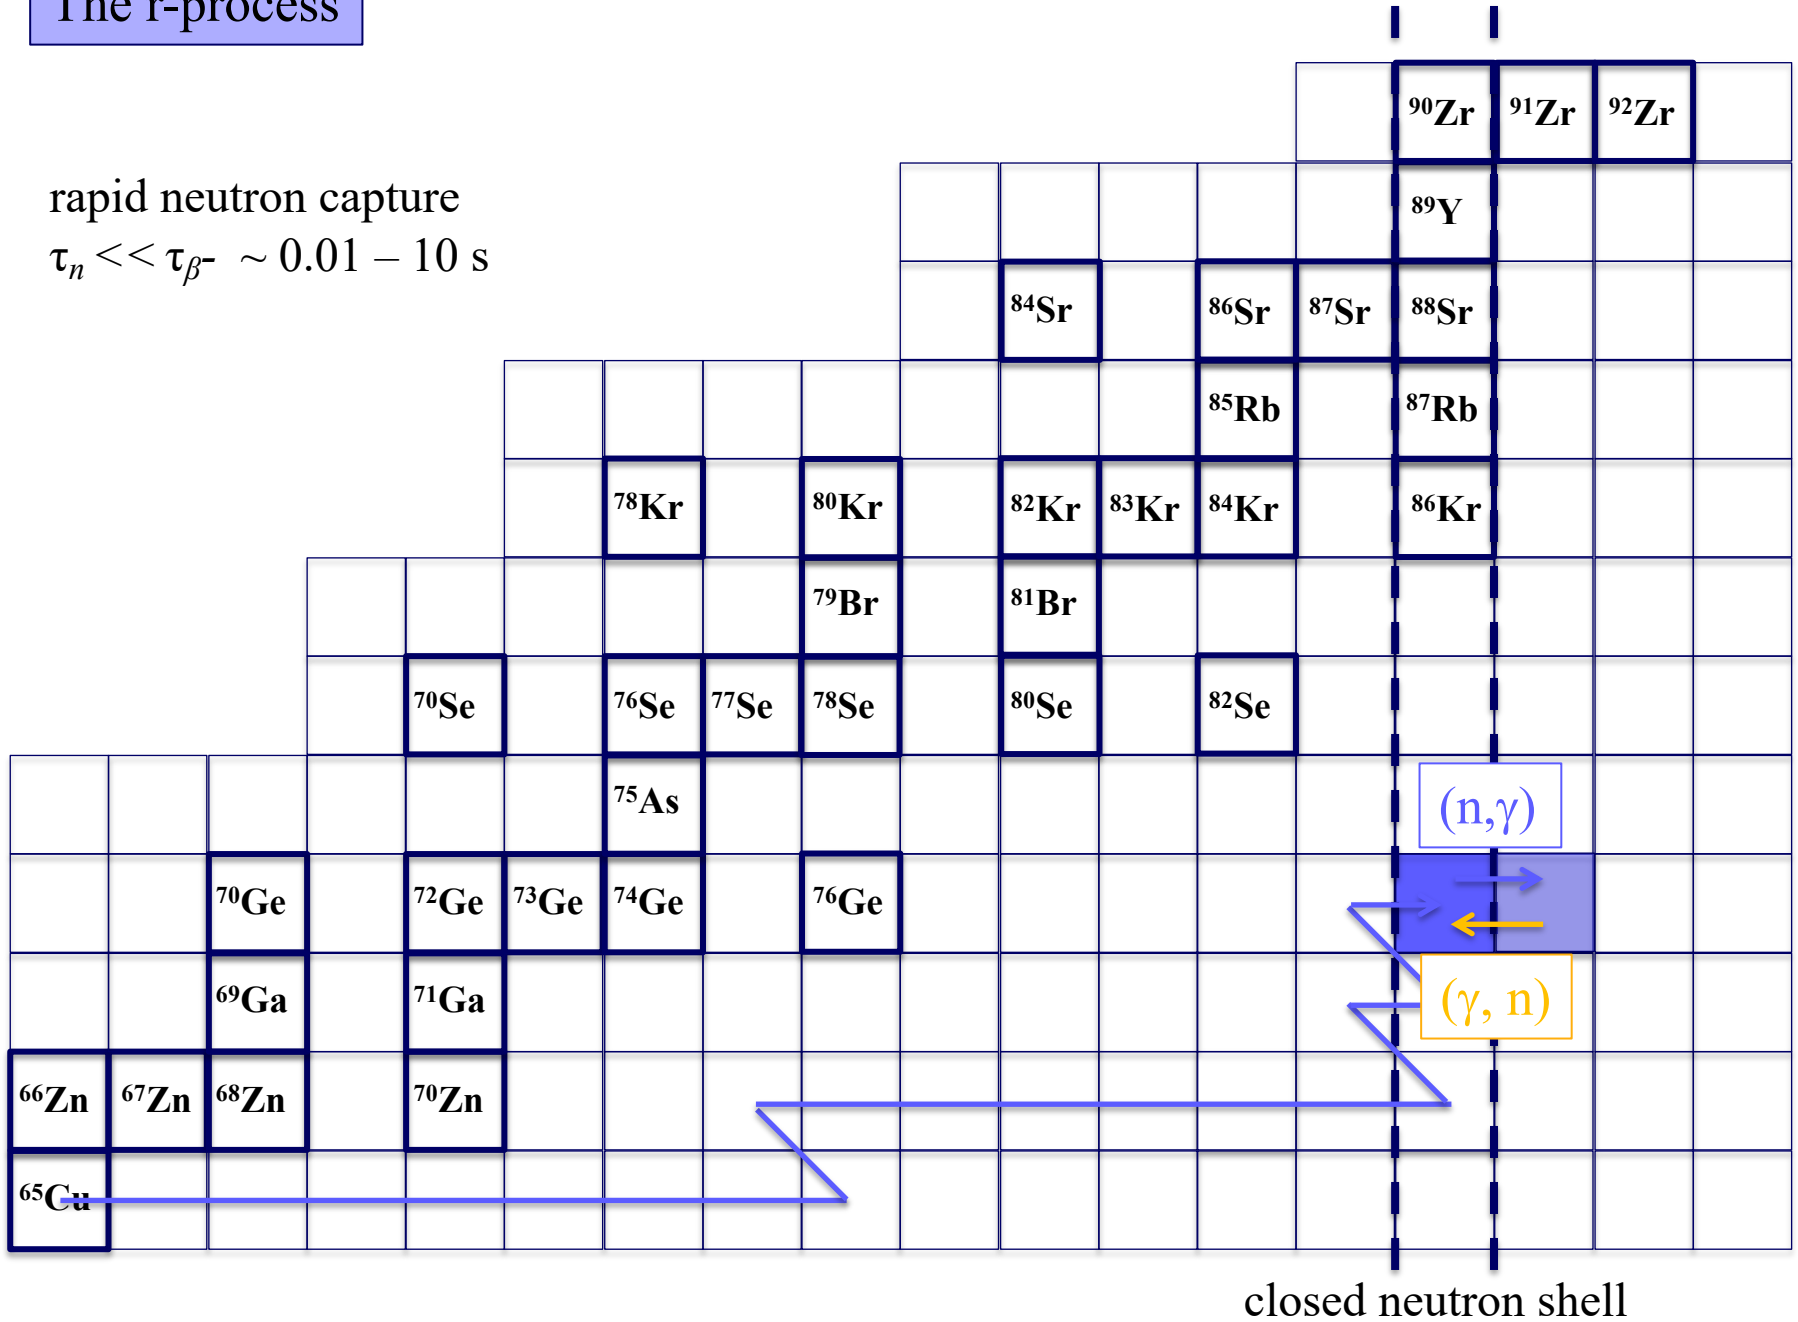 The r-process
rapid neutron capture
τₙ << τᵦ- ~ 0.01 – 10 s
⁹⁰Zr ⁹¹Zr ⁹²Zr
⁸⁹Y
⁸⁴Sr ⁸⁶Sr ⁸⁷Sr ⁸⁸Sr
⁸⁵Rb ⁸⁷Rb
⁷⁸Kr ⁸⁰Kr ⁸²Kr ⁸³Kr ⁸⁴Kr ⁸⁶Kr
⁷⁹Br ⁸¹Br
⁷⁰Se ⁷⁶Se ⁷⁷Se ⁷⁸Se ⁸⁰Se ⁸²Se
⁷⁵As
(n,γ)
⁷⁰Ge ⁷²Ge ⁷³Ge ⁷⁴Ge ⁷⁶Ge
⁶⁹Ga ⁷¹Ga
(γ, n)
⁶⁶Zn ⁶⁷Zn ⁶⁸Zn ⁷⁰Zn
⁶⁵Cu
closed neutron shell